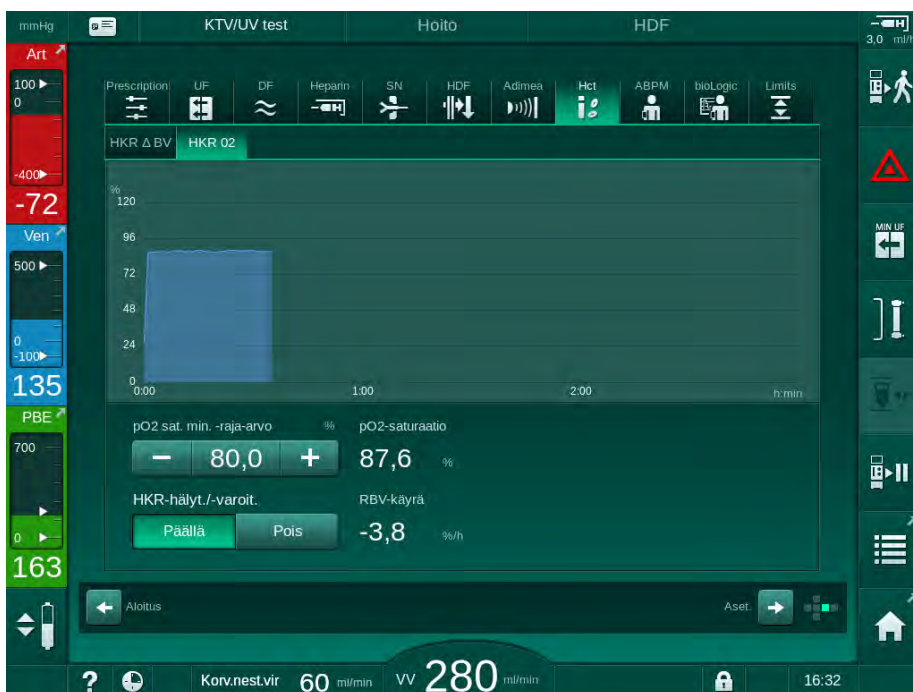 mmHg KTV/UV test Hoito HDF 3,0 ml/h
Art
100
0
-400
-72
Ven
500
0
-100
135
PBE
700
0
163
Prescription UF DF Heparin SN HDF Adimea Hct ABPM bioLogic Limits
HKR Δ BV HKR 02
%
120
96
72
48
24
0
0:00 1:00 2:00 h:min
pO2 sat. min. -raja-arvo % pO2-saturaatio
− 80,0 + 87,6 %
HKR-hälyt./-varoit. RBV-käyrä
Päällä Pois -3,8 %/h
Aloitus Aset.
MIN UF
? Korv.nest.vir 60 ml/min VV 280 ml/min 16:32